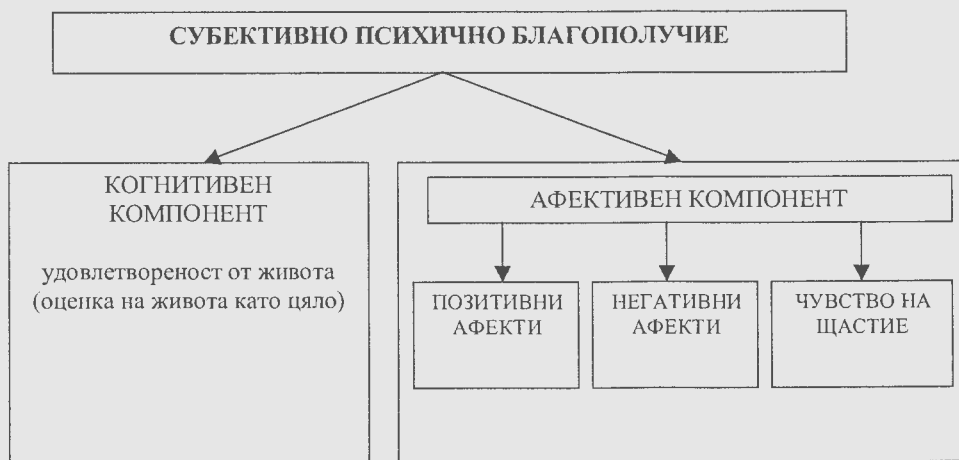 СУБЕКТИВНО ПСИХИЧНО БЛАГОПОЛУЧИЕ
КОГНИТИВЕН
КОМПОНЕНТ
удовлетвореност от живота
(оценка на живота като цяло)
АФЕКТИВЕН КОМПОНЕНТ
ПОЗИТИВНИ
АФЕКТИ
НЕГАТИВНИ
АФЕКТИ
ЧУВСТВО НА
ЩАСТИЕ